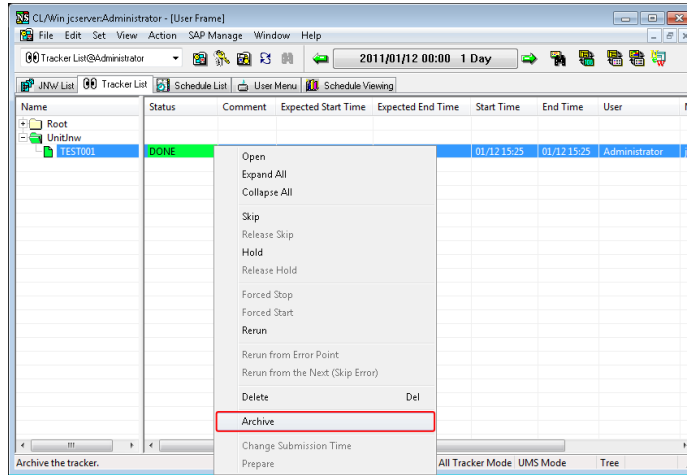 CL/Win jcserver:Administrator - [User Frame]
File Edit Set View Action SAP Manage Window Help
Tracker List@Administrator 2011/01/12 00:00 1 Day
JNW List Tracker List Schedule List User Menu Schedule Viewing
Name Status Comment Expected Start Time Expected End Time Start Time End Time User
Root
UnitJnw
TEST001 DONE 01/12 15:25 01/12 15:25 Administrator
Open
Expand All
Collapse All
Skip
Release Skip
Hold
Release Hold
Forced Stop
Forced Start
Rerun
Rerun from Error Point
Rerun from the Next (Skip Error)
Delete Del
Archive
Change Submission Time
Prepare
Archive the tracker. All Tracker Mode UMS Mode Tree